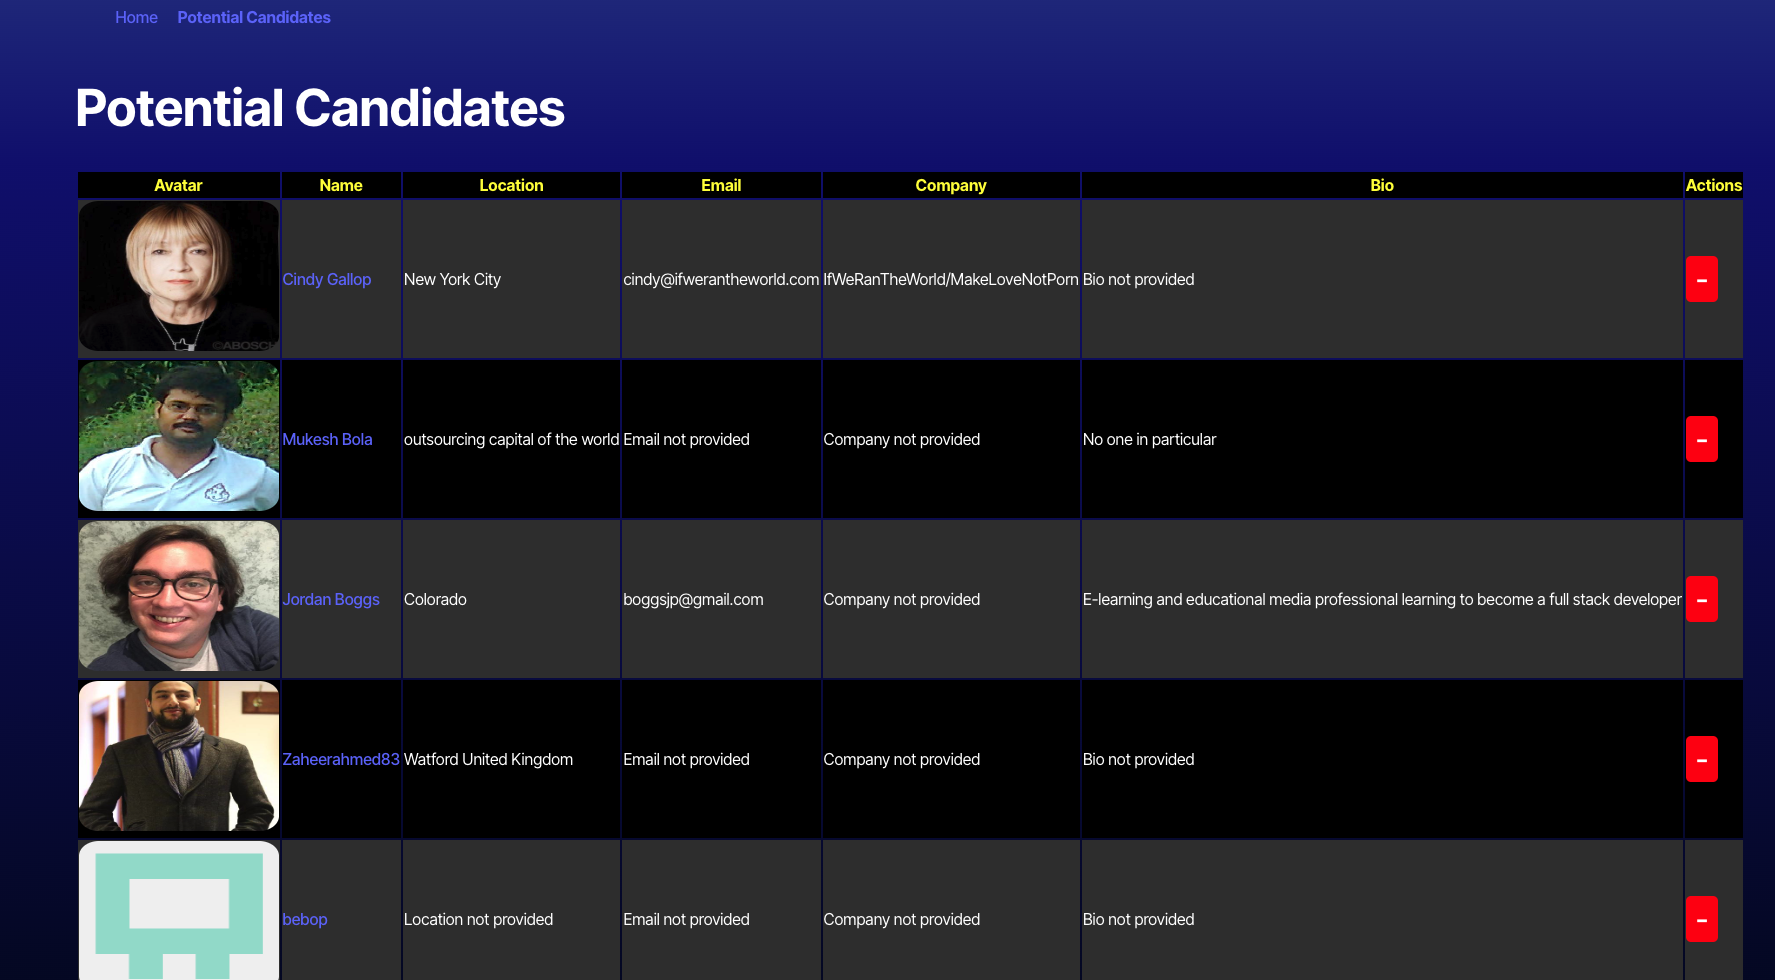 Home Potential Candidates
Potential Candidates
Avatar Name Location Email Company Bio Actions
©ABOSCH
Cindy Gallop New York City cindy@ifwerantheworld.com IfWeRanTheWorld/MakeLoveNotPorn Bio not provided –
Mukesh Bola outsourcing capital of the world Email not provided Company not provided No one in particular –
Jordan Boggs Colorado boggsjp@gmail.com Company not provided E-learning and educational media professional learning to become a full stack developer –
Zaheerahmed83 Watford United Kingdom Email not provided Company not provided Bio not provided –
bebop Location not provided Email not provided Company not provided Bio not provided –